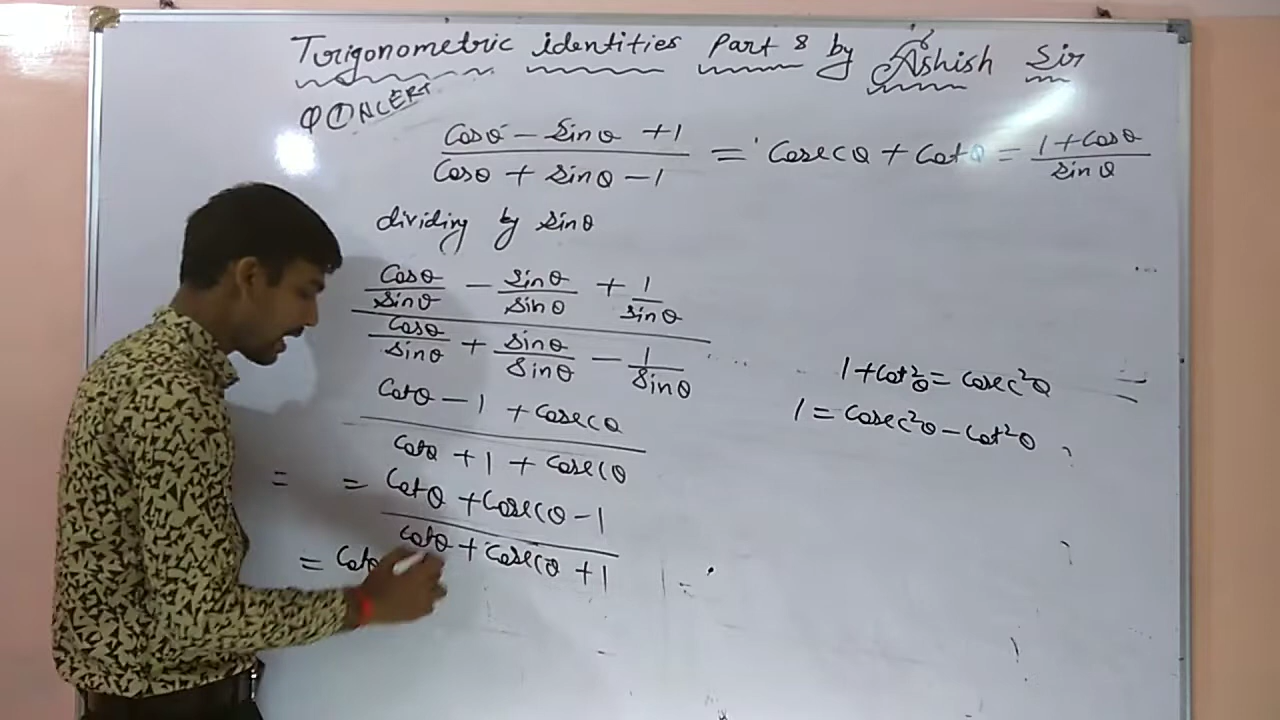 Trigonometric identities Part 8 by Ashish Sir
Q ① NCERT
(Cosθ - Sinθ + 1)/(Cosθ + Sinθ - 1) = Cosecθ + Cotθ = (1 + Cosθ)/(Sinθ)
dividing by Sinθ
(Cosθ/Sinθ - Sinθ/Sinθ + 1/Sinθ)/(Cosθ/Sinθ + Sinθ/Sinθ - 1/Sinθ)
1 + Cot²θ = Cosec²θ
1 = Cosec²θ - Cot²θ
(Cotθ - 1 + Cosecθ)/(Cotθ + 1 + Cosecθ)
= = (Cotθ + Cosecθ - 1)/(Cotθ + Cosecθ + 1)
= Cotθ